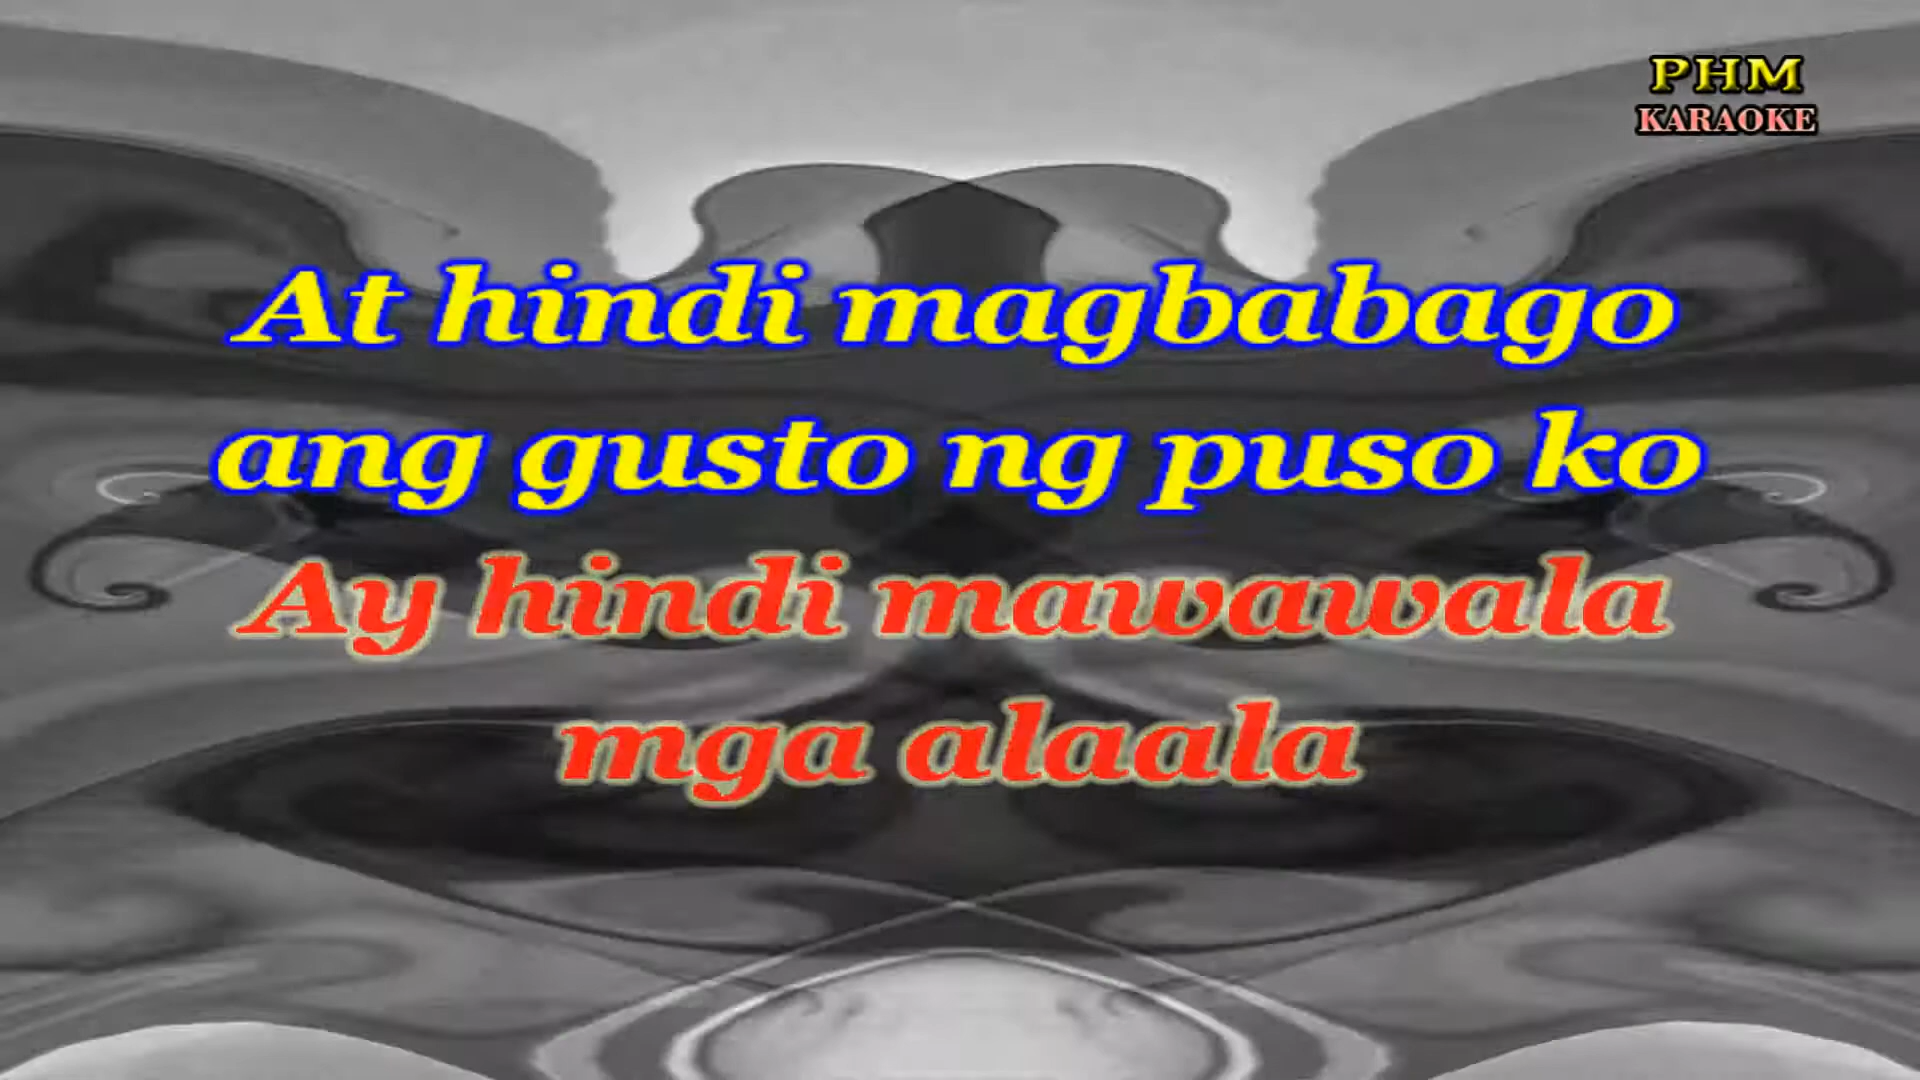 PHM
KARAOKE
At hindi magbabago
ang gusto ng puso ko
Ay hindi mawawala
mga alaala